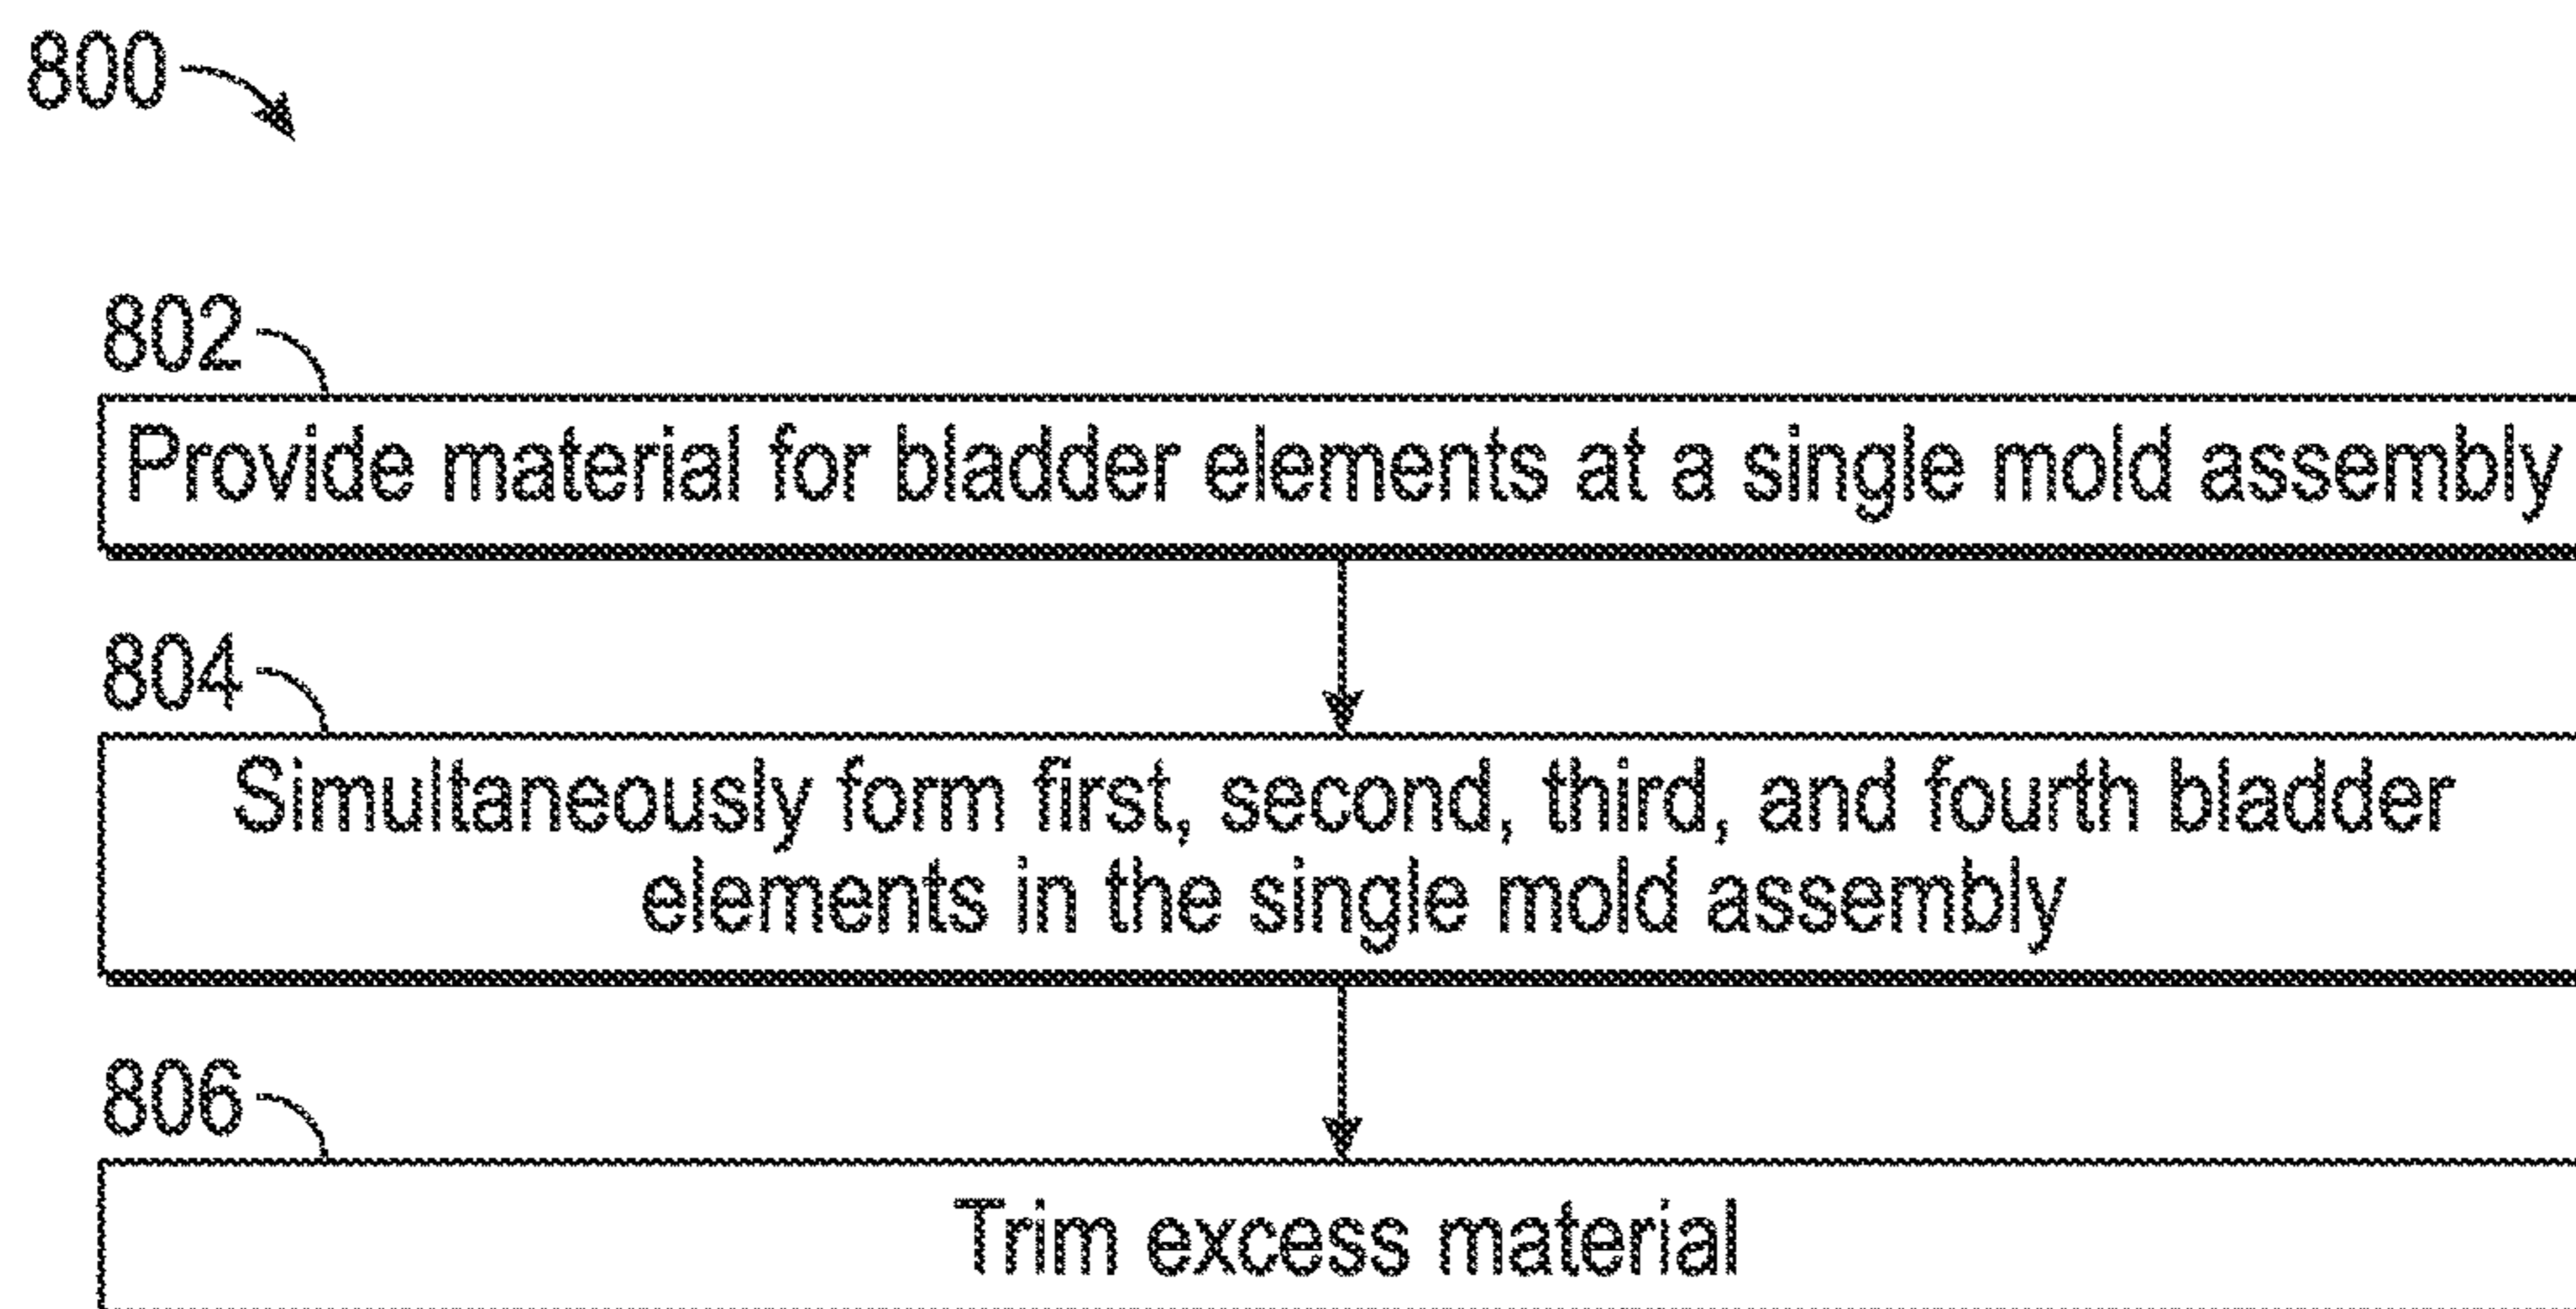 800
802
Provide material for bladder elements at a single mold assembly
804
Simultaneously form first, second, third, and fourth bladder
elements in the single mold assembly
806
Trim excess material